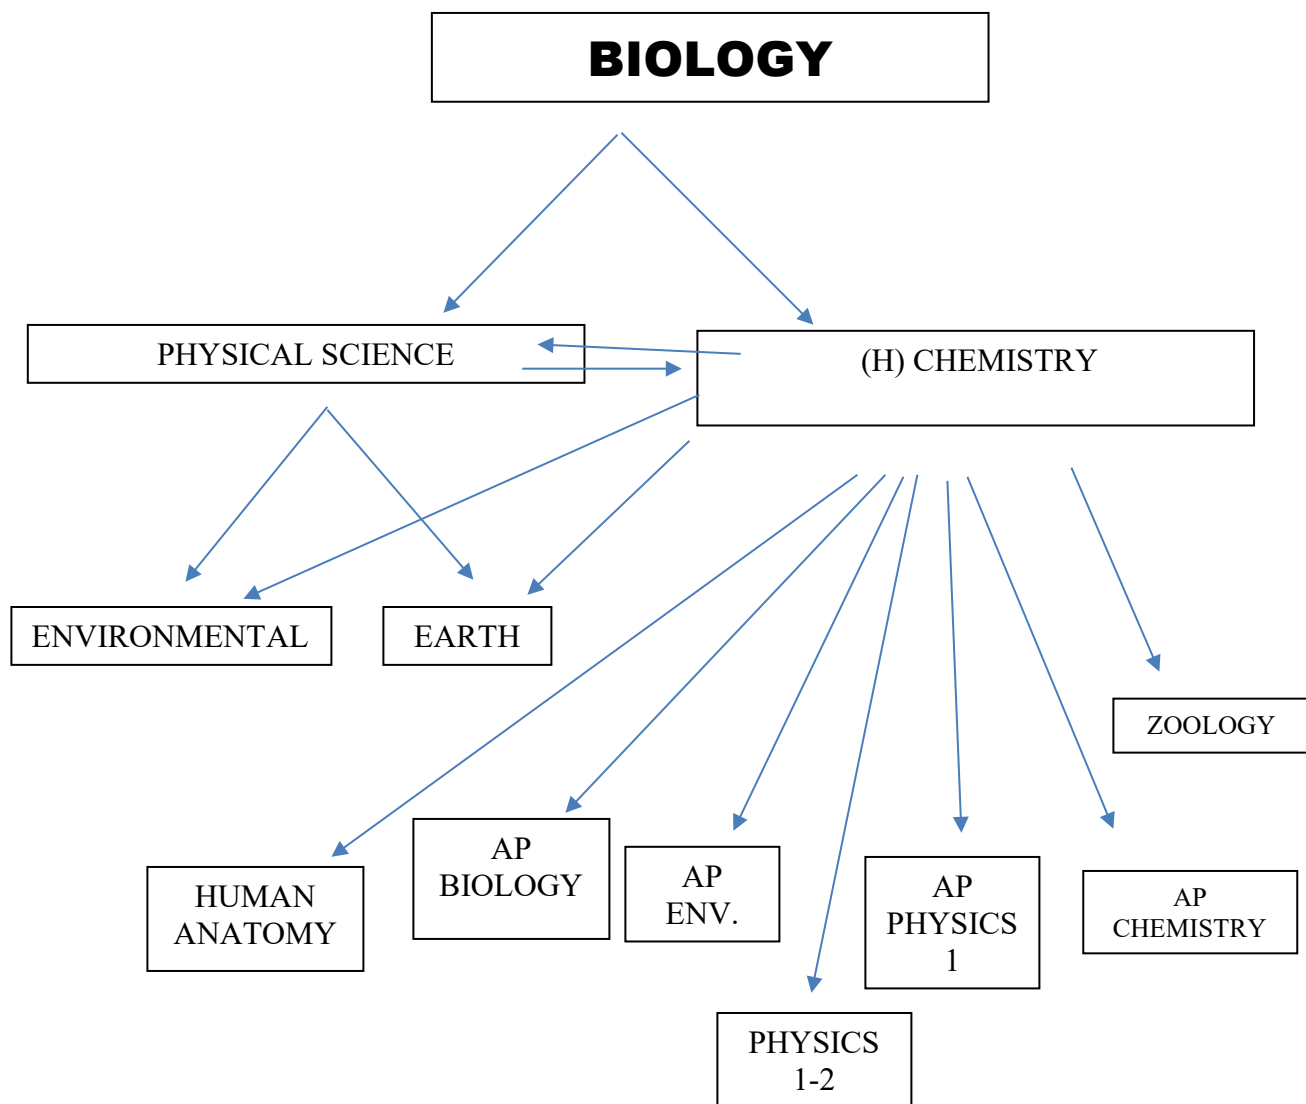 BIOLOGY
PHYSICAL SCIENCE
(H) CHEMISTRY
ENVIRONMENTAL
EARTH
ZOOLOGY
HUMAN
ANATOMY
AP
BIOLOGY
AP
ENV.
AP
PHYSICS
1
AP
CHEMISTRY
PHYSICS
1-2